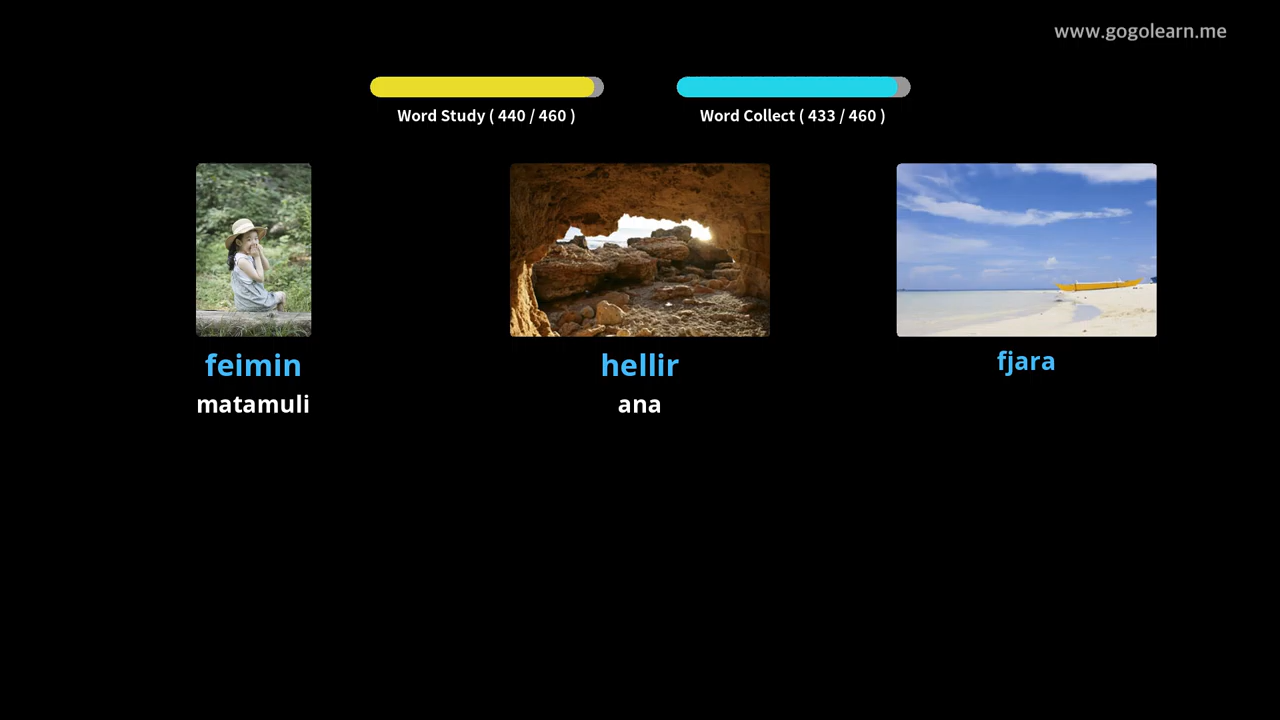 www.gogolearn.me
Word Study ( 440 / 460 )
Word Collect ( 433 / 460 )
feimin
matamuli
hellir
ana
fjara